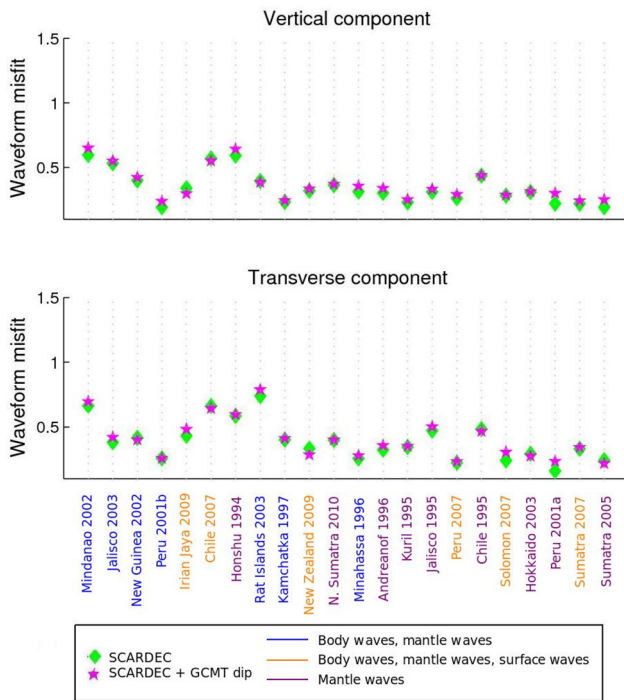 Vertical component
1.5
1
0.5
Waveform misfit
Transverse component
1.5
1
0.5
Waveform misfit
Mindanao 2002
Jalisco 2003
New Guinea 2002
Peru 2001b
Irian Jaya 2009
Chile 2007
Honshu 1994
Rat Islands 2003
Kamchatka 1997
New Zealand 2009
N. Sumatra 2010
Minahassa 1996
Andreanof 1996
Kuril 1995
Jalisco 1995
Peru 2007
Chile 1995
Solomon 2007
Hokkaido 2003
Peru 2001a
Sumatra 2007
Sumatra 2005
SCARDEC
SCARDEC + GCMT dip
Body waves, mantle waves
Body waves, mantle waves, surface waves
Mantle waves